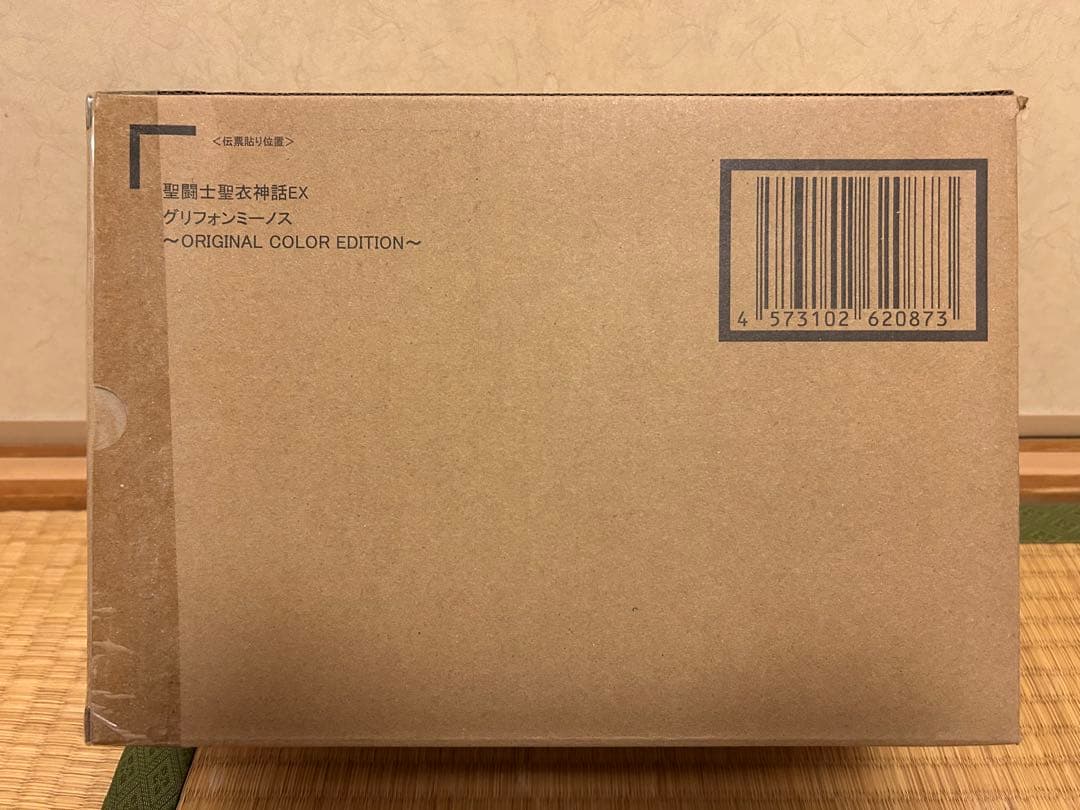 <伝票貼り位置>
聖闘士聖衣神話EX
グリフォンミーノス
～ORIGINAL COLOR EDITION～
4 573102 620873